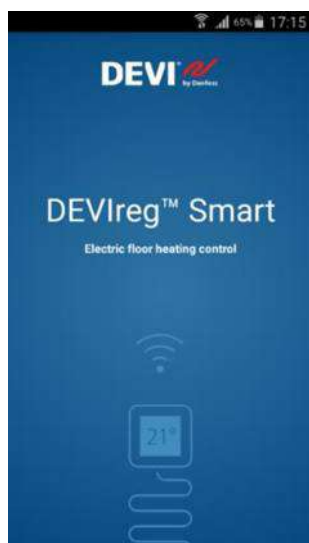 65% 17:15
DEVI
by Danfoss
DEVIreg™ Smart
Electric floor heating control
21°